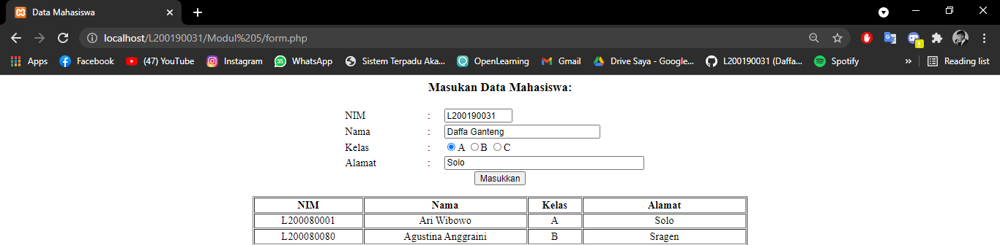 Data Mahasiswa
localhost/L200190031/Modul%205/form.php
Apps Facebook (47) YouTube Instagram 35 WhatsApp Sistem Terpadu Aka... OpenLearning Gmail Drive Saya - Google... L200190031 (Daffa... Spotify » Reading list
Masukan Data Mahasiswa:
NIM : L200190031
Nama : Daffa Ganteng
Kelas : A B C
Alamat : Solo
Masukkan
NIM Nama Kelas Alamat
L200080001 Ari Wibowo A Solo
L200080080 Agustina Anggraini B Sragen